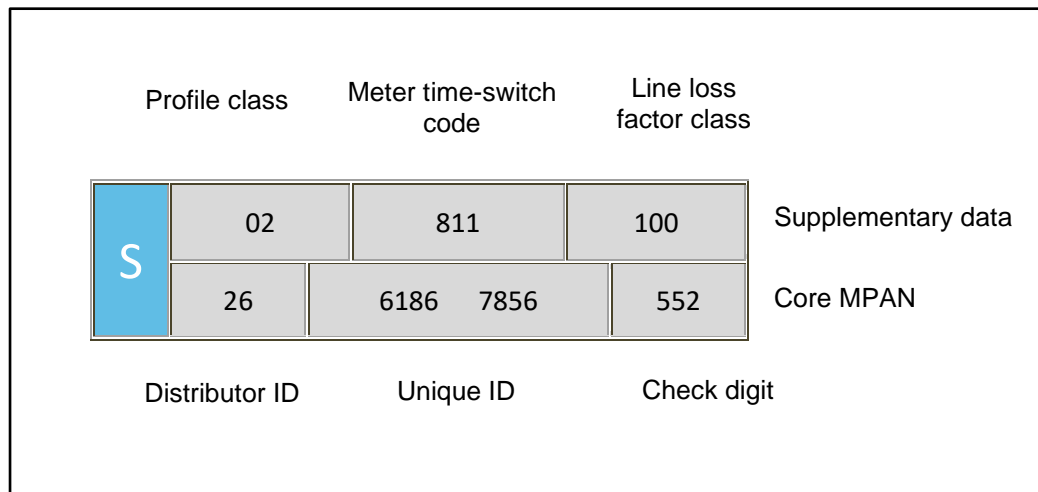 Profile class Meter time-switch code Line loss factor class
S
02 811 100 Supplementary data
26 6186 7856 552 Core MPAN
Distributor ID Unique ID Check digit